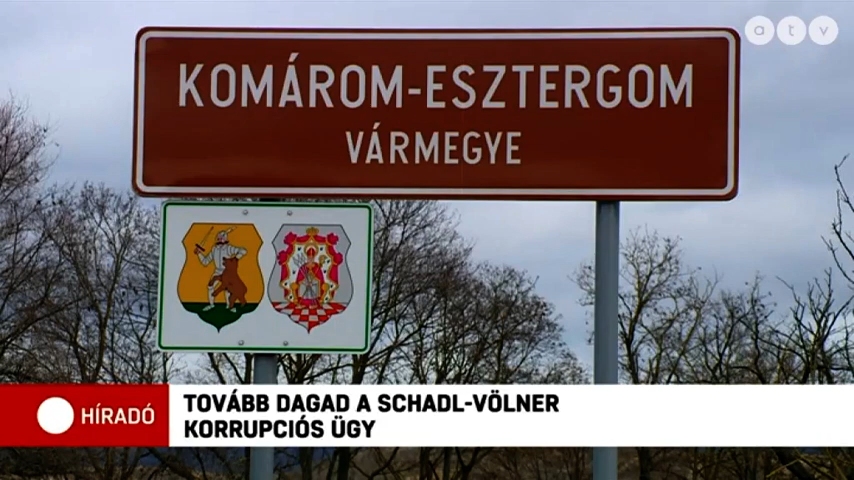 atv
KOMÁROM-ESZTERGOM
VÁRMEGYE
HÍRADÓ
TOVÁBB DAGAD A SCHADL-VÖLNER
KORRUPCIÓS ÜGY